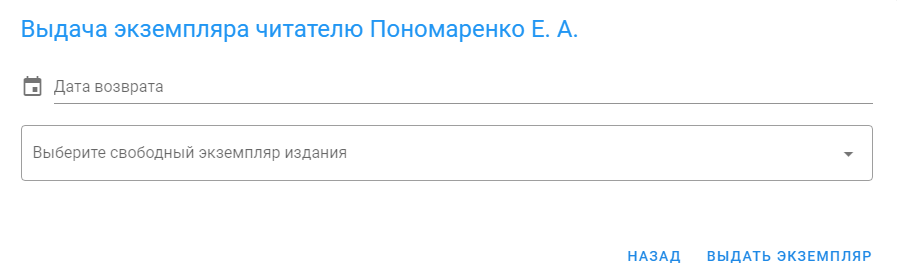 Выдача экземпляра читателю Пономаренко Е. А.
Дата возврата
Выберите свободный экземпляр издания
НАЗАД ВЫДАТЬ ЭКЗЕМПЛЯР